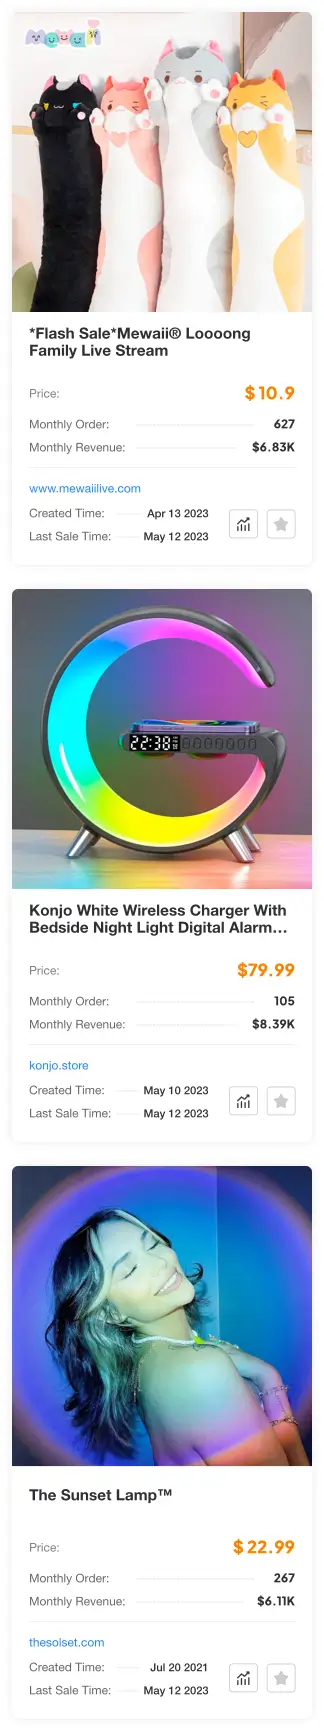 Mewaii
*Flash Sale*Mewaii® Loooong
Family Live Stream
Price:
$10.9
Monthly Order:
627
Monthly Revenue:
$6.83K
www.mewaiilive.com
Created Time:
Apr 13 2023
Last Sale Time:
May 12 2023
22:38
Konjo White Wireless Charger With
Bedside Night Light Digital Alarm...
Price:
$79.99
Monthly Order:
105
Monthly Revenue:
$8.39K
konjo.store
Created Time:
May 10 2023
Last Sale Time:
May 12 2023
The Sunset Lamp™
Price:
$22.99
Monthly Order:
267
Monthly Revenue:
$6.11K
thesolset.com
Created Time:
Jul 20 2021
Last Sale Time:
May 12 2023